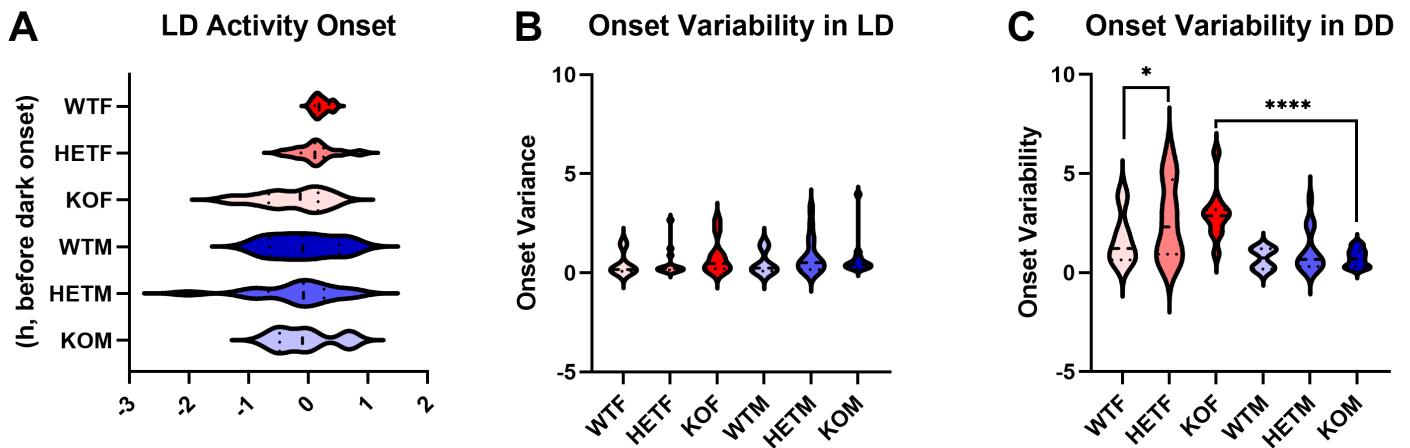 A LD Activity Onset
(h, before dark onset)
WTF
HETF
KOF
WTM
HETM
KOM
-3 -2 -1 0 1 2
B Onset Variability in LD
Onset Variance
10
5
0
-5
WTF HETF KOF WTM HETM KOM
C Onset Variability in DD
Onset Variability
10
5
0
-5
* ****
WTF HETF KOF WTM HETM KOM